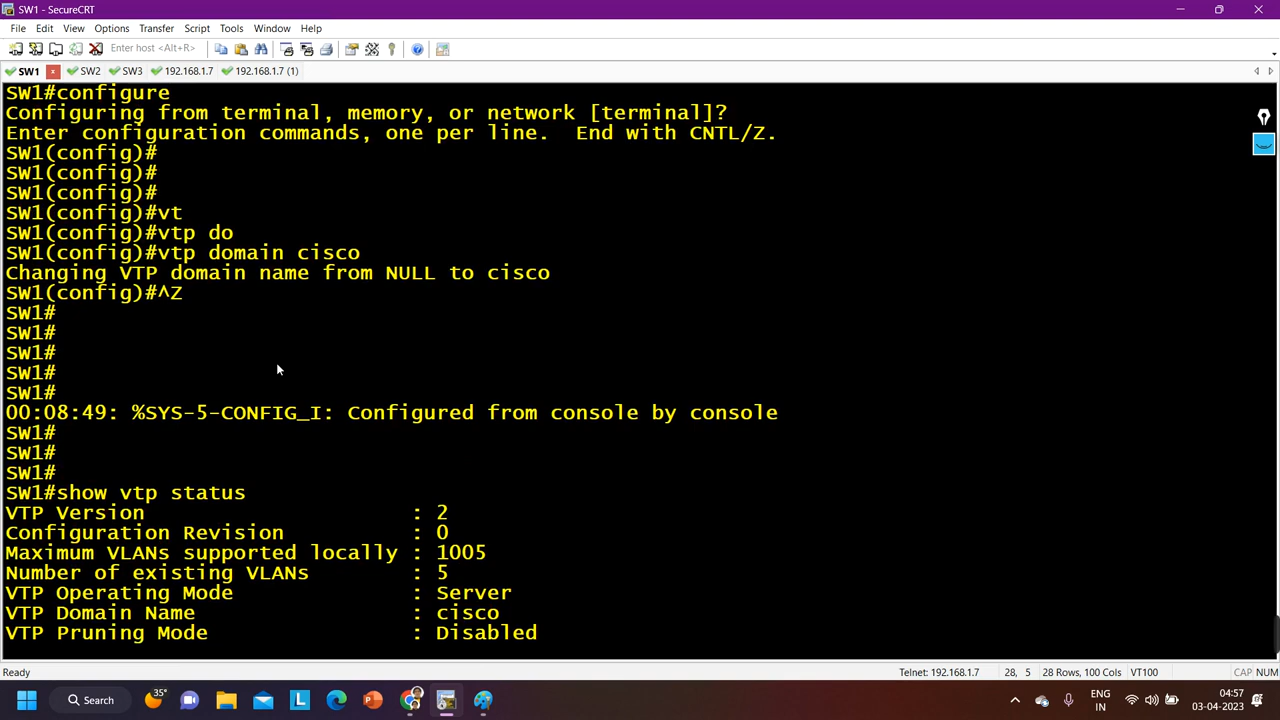 SW1 - SecureCRT
File Edit View Options Transfer Script Tools Window Help
Enter host <Alt+R>
SW1 x SW2 SW3 192.168.1.7 192.168.1.7 (1)
SW1#configure
Configuring from terminal, memory, or network [terminal]?
Enter configuration commands, one per line.  End with CNTL/Z.
SW1(config)#
SW1(config)#
SW1(config)#
SW1(config)#vt
SW1(config)#vtp do
SW1(config)#vtp domain cisco
Changing VTP domain name from NULL to cisco
SW1(config)#^Z
SW1#
SW1#
SW1#
SW1#
SW1#
00:08:49: %SYS-5-CONFIG_I: Configured from console by console
SW1#
SW1#
SW1#
SW1#show vtp status
VTP Version : 2
Configuration Revision : 0
Maximum VLANs supported locally : 1005
Number of existing VLANs : 5
VTP Operating Mode : Server
VTP Domain Name : cisco
VTP Pruning Mode : Disabled
Ready Telnet: 192.168.1.7 28, 5 28 Rows, 100 Cols VT100 CAP NUM
Search 35° L ENG IN 04:57 03-04-2023